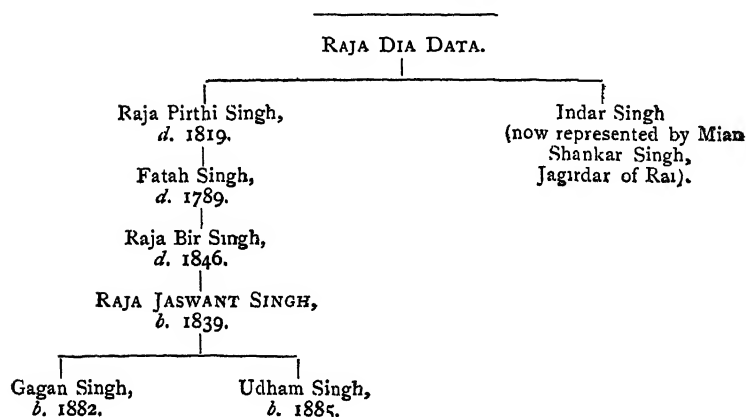 RAJA DIA DATA.
Raja Pirthi Singh,
d. 1819.
Indar Singh
(now represented by Mian
Shankar Singh,
Jagirdar of Rai).
Fatah Singh,
d. 1789.
Raja Bir Singh,
d. 1846.
RAJA JASWANT SINGH,
b. 1839.
Gagan Singh,
b. 1882.
Udham Singh,
b. 1885.